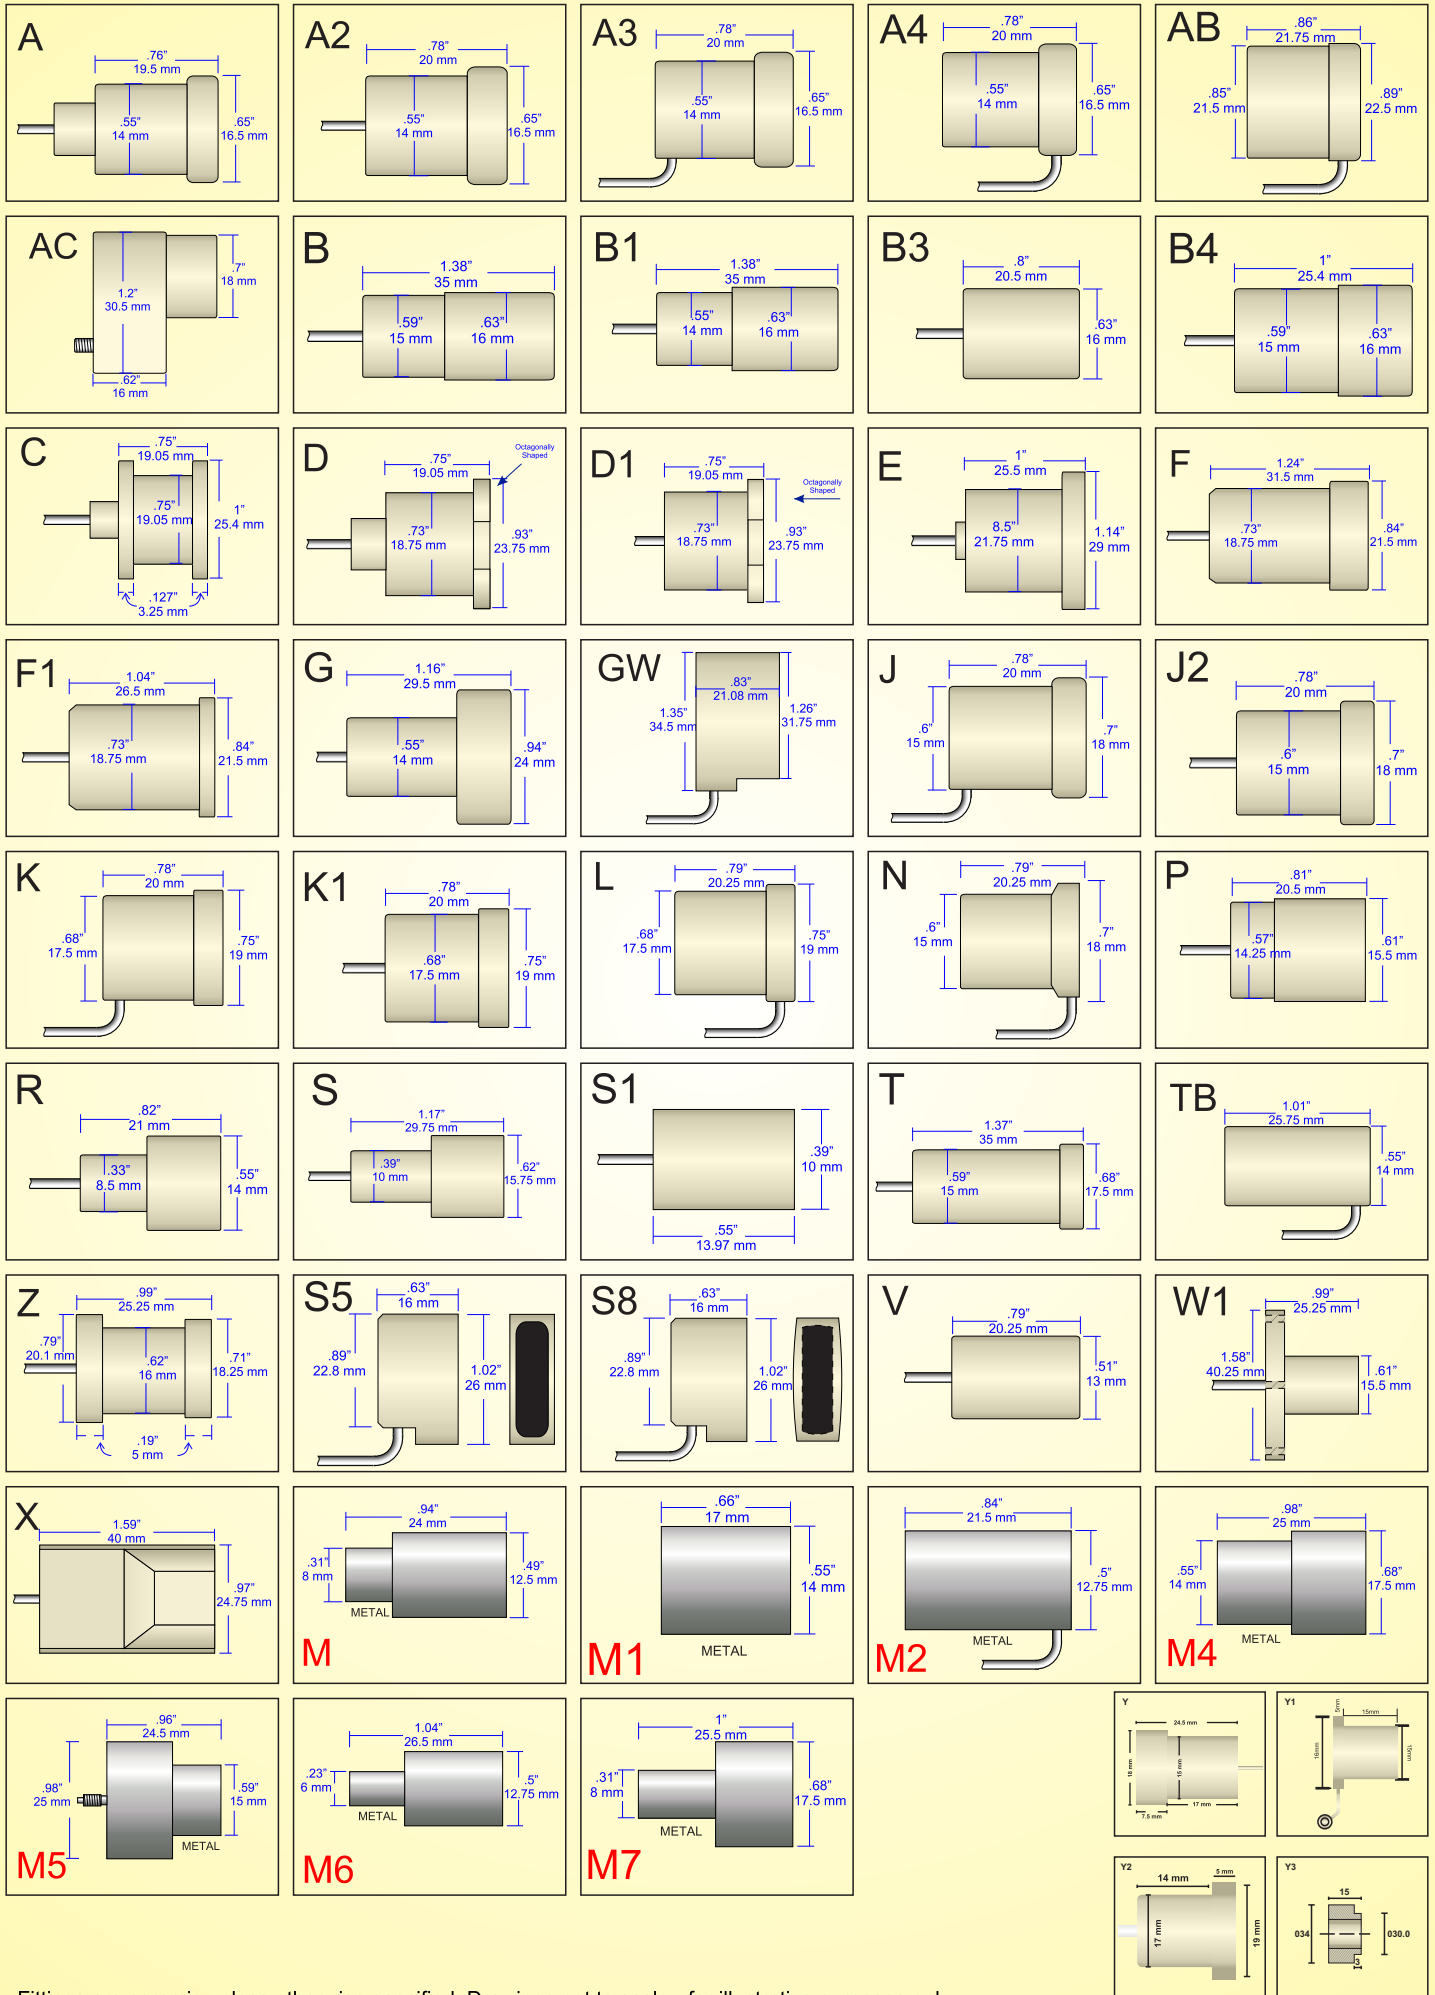 A
.76”
19.5 mm
.55”
14 mm
.65”
16.5 mm
A2
.78”
20 mm
.55”
14 mm
.65”
16.5 mm
A3
.78”
20 mm
.55”
14 mm
.65”
16.5 mm
A4
.78”
20 mm
.55”
14 mm
.65”
16.5 mm
AB
.86”
21.75 mm
.85”
21.5 mm
.89”
22.5 mm
AC
1.2”
30.5 mm
.7”
18 mm
.62”
16 mm
B
1.38”
35 mm
.59”
15 mm
.63”
16 mm
B1
1.38”
35 mm
.55”
14 mm
.63”
16 mm
B3
.8”
20.5 mm
.63”
16 mm
B4
1”
25.4 mm
.59”
15 mm
.63”
16 mm
C
.75”
19.05 mm
.75”
19.05 mm
1”
25.4 mm
.127”
3.25 mm
D
Octagonally
Shaped
.75”
19.05 mm
.73”
18.75 mm
.93”
23.75 mm
D1
.75”
19.05 mm
Octagonally
Shaped
.73”
18.75 mm
.93”
23.75 mm
E
1”
25.5 mm
8.5”
21.75 mm
1.14”
29 mm
F
1.24”
31.5 mm
.73”
18.75 mm
.84”
21.5 mm
F1
1.04”
26.5 mm
.73”
18.75 mm
.84”
21.5 mm
G
1.16”
29.5 mm
.55”
14 mm
.94”
24 mm
GW
.83”
21.08 mm
1.35”
34.5 mm
1.26”
31.75 mm
J
.78”
20 mm
.6”
15 mm
.7”
18 mm
J2
.78”
20 mm
.6”
15 mm
.7”
18 mm
K
.78”
20 mm
.68”
17.5 mm
.75”
19 mm
K1
.78”
20 mm
.68”
17.5 mm
.75”
19 mm
L
.79”
20.25 mm
.68”
17.5 mm
.75”
19 mm
N
.79”
20.25 mm
.6”
15 mm
.7”
18 mm
P
.81”
20.5 mm
.57”
14.25 mm
.61”
15.5 mm
R
.82”
21 mm
.33”
8.5 mm
.55”
14 mm
S
1.17”
29.75 mm
.39”
10 mm
.62”
15.75 mm
S1
.39”
10 mm
.55”
13.97 mm
T
1.37”
35 mm
.59”
15 mm
.68”
17.5 mm
TB
1.01”
25.75 mm
.55”
14 mm
Z
.99”
25.25 mm
.79”
20.1 mm
.62”
16 mm
.71”
18.25 mm
.19”
5 mm
S5
.63”
16 mm
.89”
22.8 mm
1.02”
26 mm
S8
.63”
16 mm
.89”
22.8 mm
1.02”
26 mm
V
.79”
20.25 mm
.51”
13 mm
W1
.99”
25.25 mm
1.58”
40.25 mm
.61”
15.5 mm
X
1.59”
40 mm
.97”
24.75 mm
M
.94”
24 mm
.31”
8 mm
.49”
12.5 mm
METAL
M1
.66”
17 mm
.55”
14 mm
METAL
M2
.84”
21.5 mm
.5”
12.75 mm
METAL
M4
.98”
25 mm
.55”
14 mm
.68”
17.5 mm
METAL
M5
.96”
24.5 mm
.98”
25 mm
.59”
15 mm
METAL
M6
1.04”
26.5 mm
.23”
6 mm
.5”
12.75 mm
METAL
M7
1”
25.5 mm
.31”
8 mm
.68”
17.5 mm
METAL
Y
24.5 mm
18 mm
15 mm
17 mm
7.5 mm
Y1
5mm
15mm
16mm
15mm
Y2
5 mm
14 mm
17 mm
19 mm
Y3
15
034
030.0
3